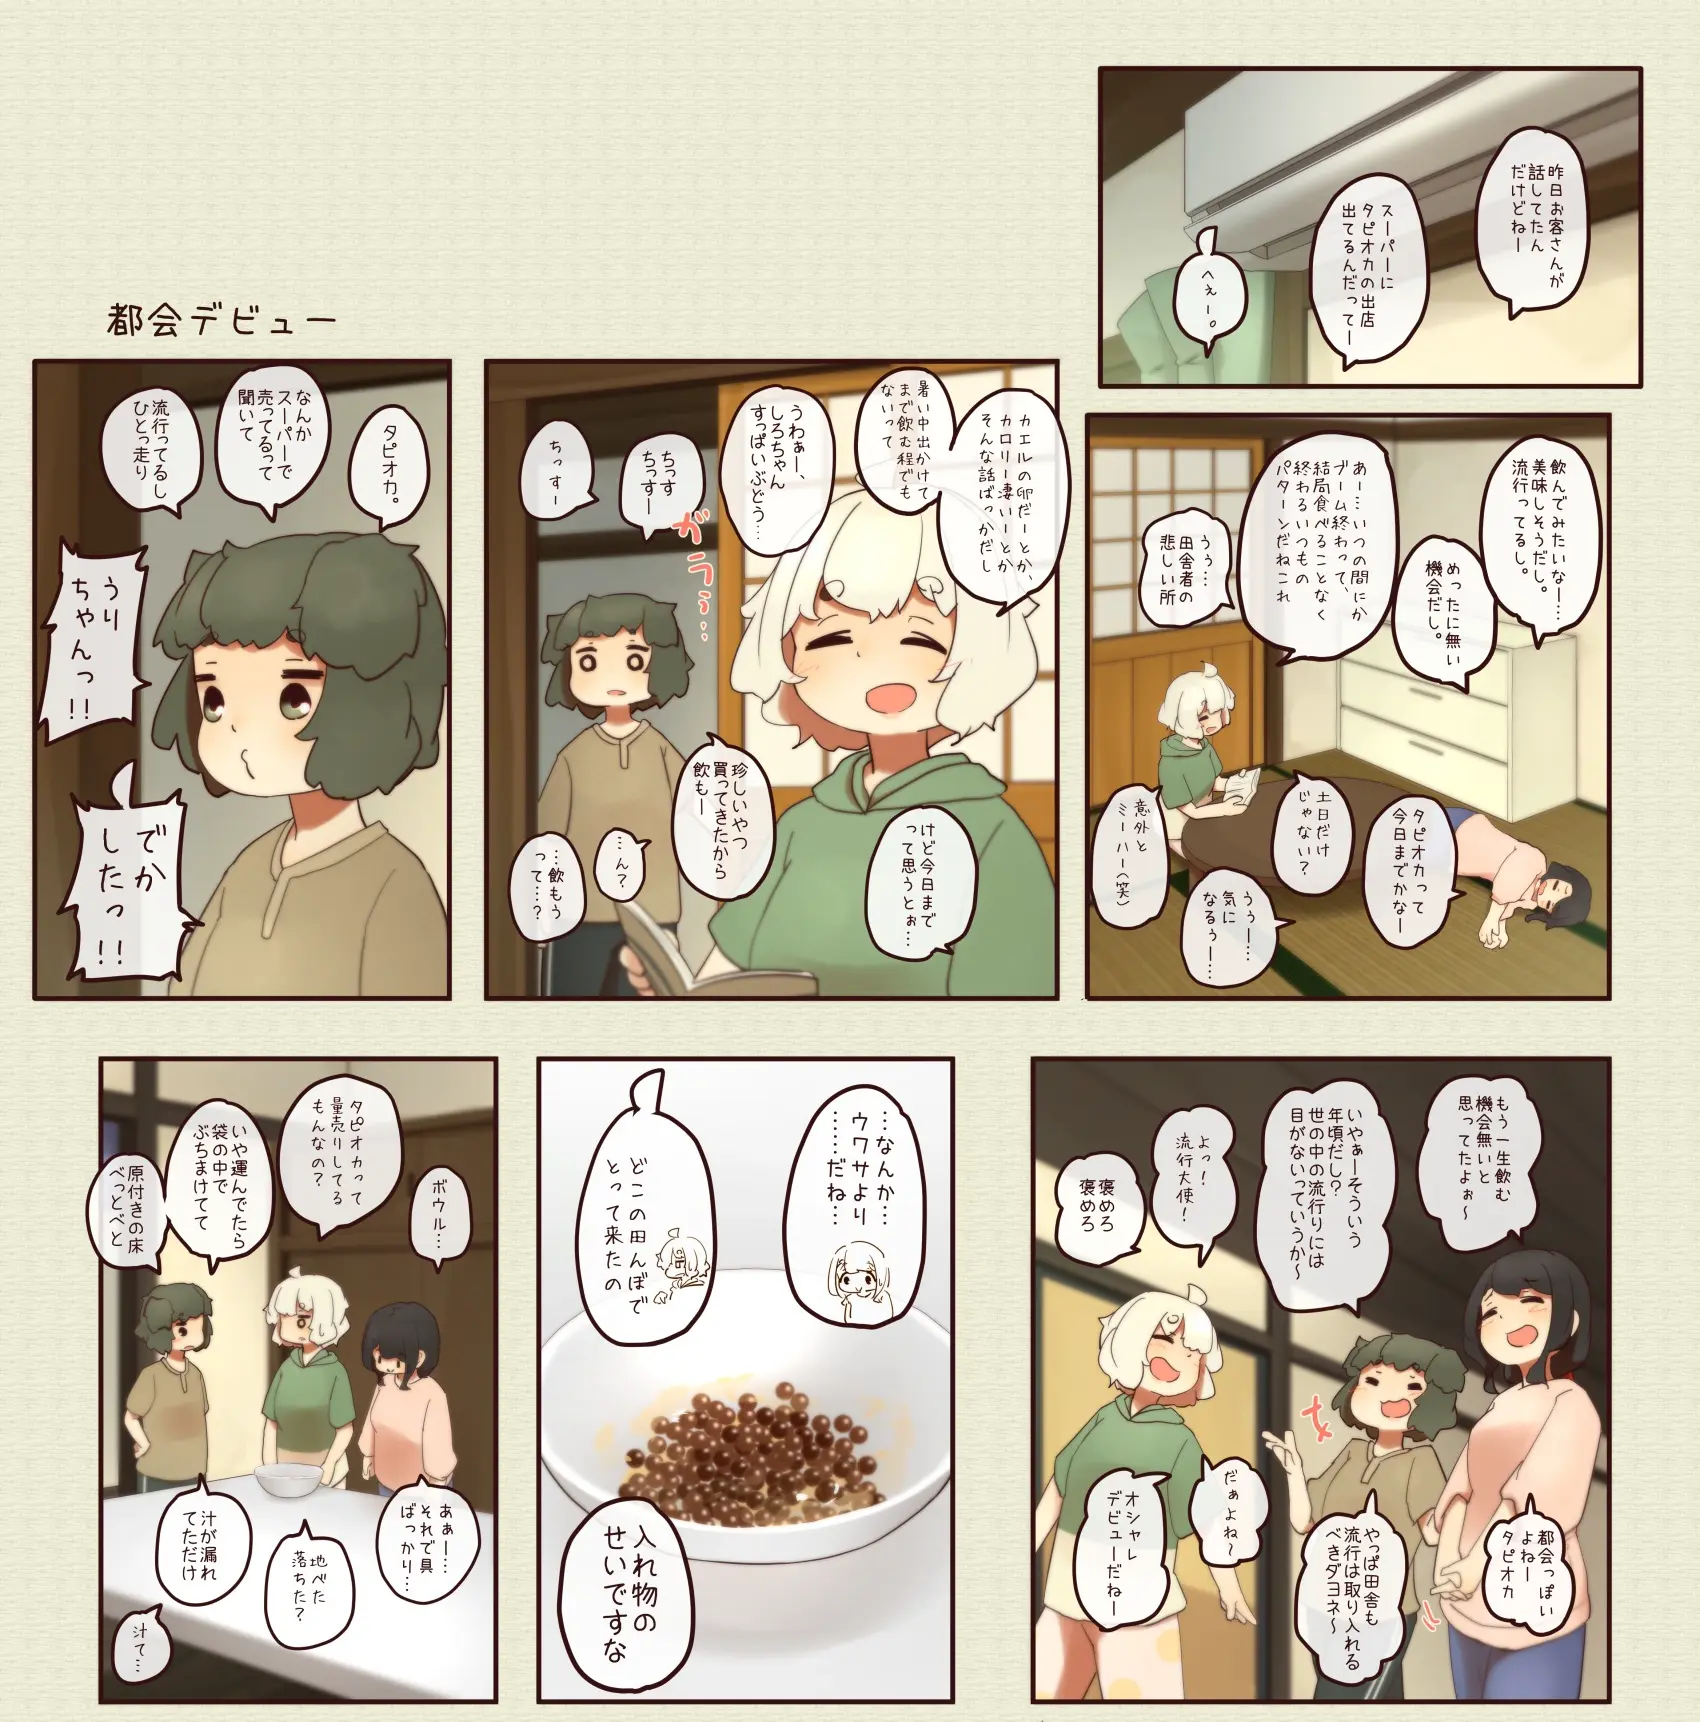 都会デビュー
昨日お客さんが
話してたん
だけどねー
スーパーに
タピオカの出店
出てるんだってー
へぇー。
飲んでみたいなー…
美味しそうだし。
流行ってるし。
めったに無い
機会だし。
あー…いつの間にか
ブーム終わって、
結局食べることなく
終わるいつもの
パターンだねこれ
うぅ…
田舎者の
悲しい所
タピオカって
今日までかなー
土日だけ
じゃない?
うぅー…
気に
なるぅー…
意外と
ミーハー(笑)
カエルの卵だーとか、
カロリー凄いーとか
そんな話ばっかだし
暑い中出かけて
まで飲む程でも
ないって
うわぁー、
しろちゃん
すっぱいぶどう…
けど今日まで
って思うとぉ…
ガラぅ…
ちっす
ちっすー
ちっすー
珍しいやつ
買ってきたから
飲もー
…ん?
…飲もう
って…?
タピオカ。
なんか
スーパーで
売ってるって
聞いて
流行ってるし
ひとっ走り
うり
ちゃんっ!!
でか
したっ!!
もう一生飲む
機会無いと
思ってたよぉ~
いやぁーそういう
年頃だし?
世の中の流行りには
目がないっていうか~
よっ!
流行大使!
褒めろ
褒めろ
都会っぽい
よねー
タピオカ
やっぱ田舎も
流行は取り入れる
べきダヨネ~
だぁよね~
オシャレ
デビューだねー
…なんか…
ウワサより
……だね…
どこの田んぼで
とって来たの
入れ物の
せいですな
ボウル…
タピオカって
量売りしてる
もんなの?
いや運んでたら
袋の中で
ぶちまけてて
原付きの床
べっとべと
あぁー…
それで具
ばっかり…
地べた
落ちた?
汁が漏れ
てただけ
汁て…